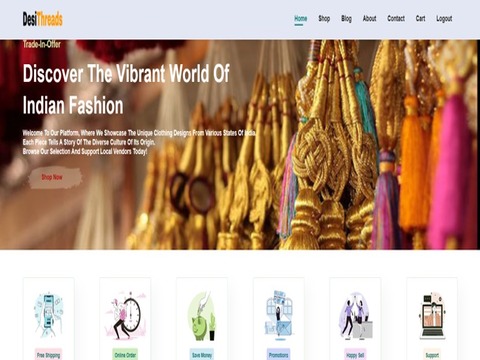 DesiThreads
Home Shop Blog About Contact Cart Logout
Trade-In-Offer
Discover The Vibrant World Of
Indian Fashion
Welcome To Our Platform, Where We Showcase The Unique Clothing Designs From Various States Of India.
Each Piece Tells A Story Of The Diverse Culture Of Its Origin.
Browse Our Selection And Support Local Vendors Today!
Shop Now
Free Shipping
Online Order
Save Money
Promotions
Happy Sell
Support